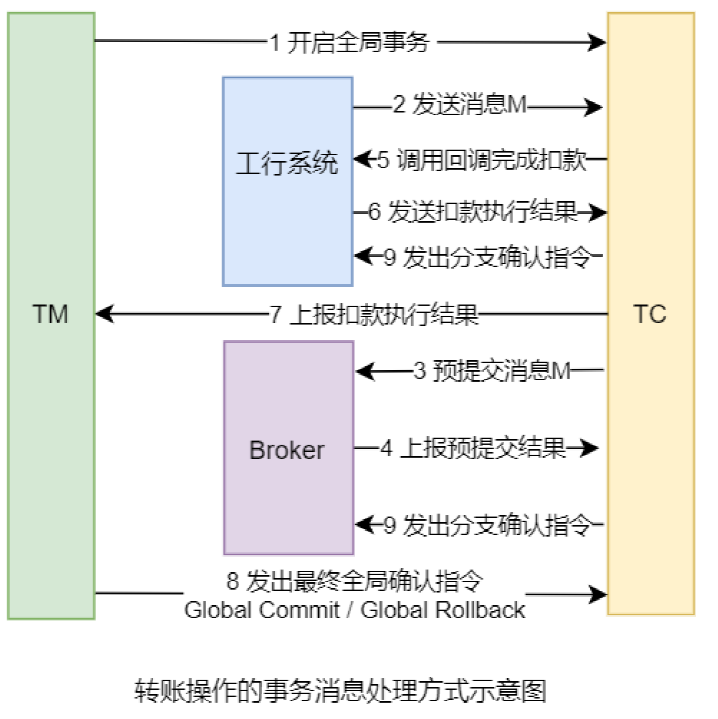 1 开启全局事务
2 发送消息M
工行系统
5 调用回调完成扣款
6 发送扣款执行结果
9 发出分支确认指令
TM
7 上报扣款执行结果
TC
3 预提交消息M
Broker
4 上报预提交结果
9 发出分支确认指令
8 发出最终全局确认指令
Global Commit / Global Rollback
转账操作的事务消息处理方式示意图